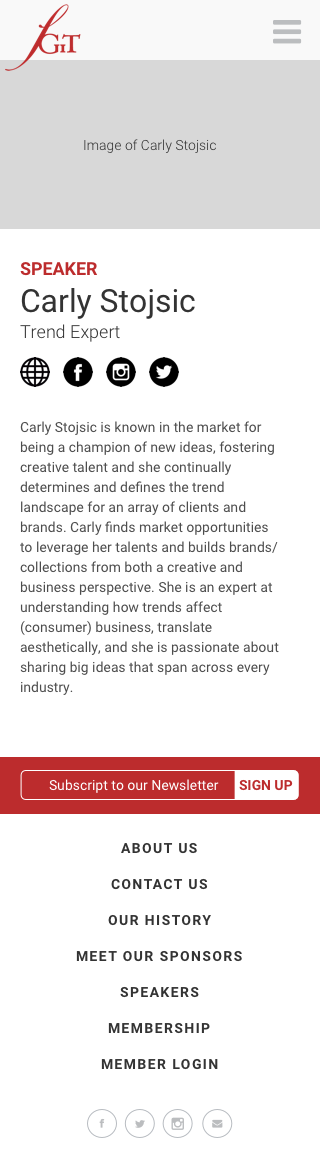 fGiT
Image of Carly Stojsic
SPEAKER
Carly Stojsic
Trend Expert
Carly Stojsic is known in the market for
being a champion of new ideas, fostering
creative talent and she continually
determines and defines the trend
landscape for an array of clients and
brands. Carly finds market opportunities
to leverage her talents and builds brands/
collections from both a creative and
business perspective. She is an expert at
understanding how trends affect
(consumer) business, translate
aesthetically, and she is passionate about
sharing big ideas that span across every
industry.
Subscript to our Newsletter SIGN UP
ABOUT US
CONTACT US
OUR HISTORY
MEET OUR SPONSORS
SPEAKERS
MEMBERSHIP
MEMBER LOGIN